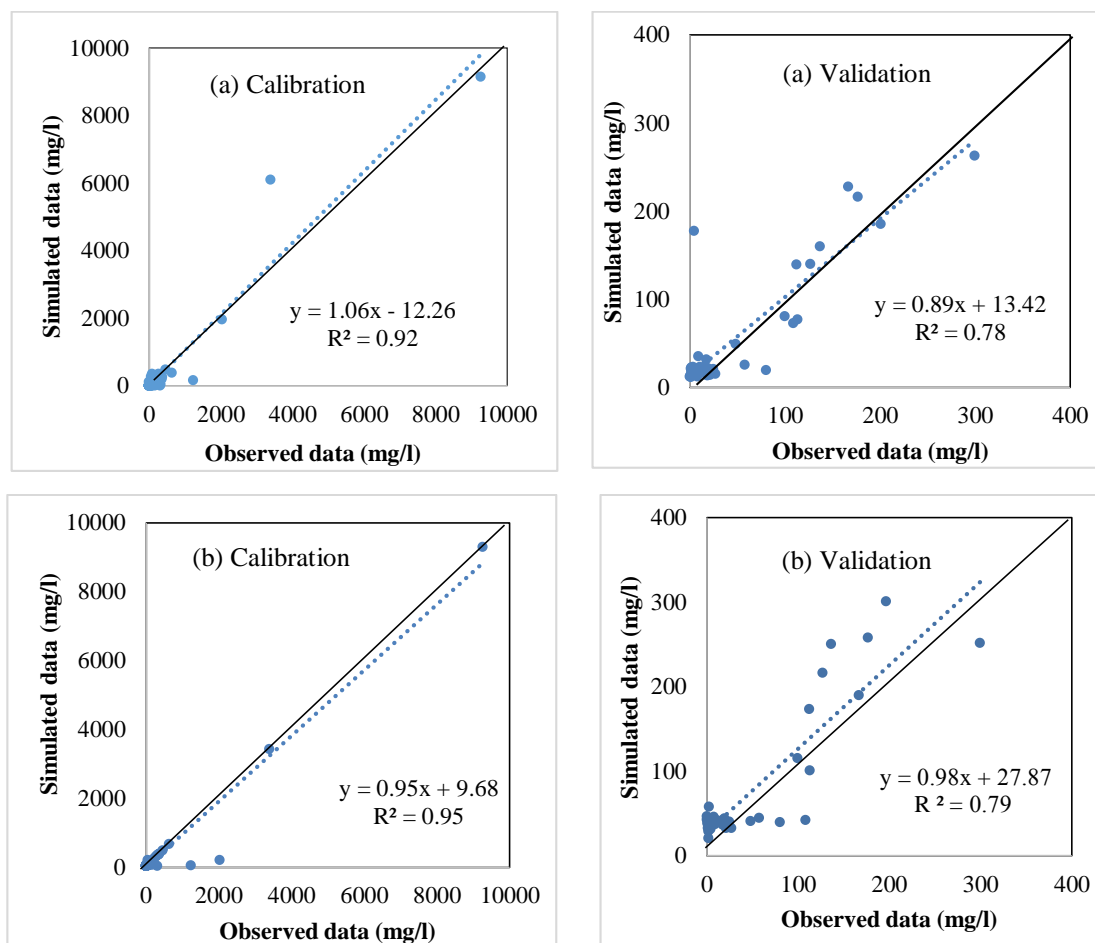 10000
8000
6000
4000
2000
0
Simulated data (mg/l)
(a) Calibration
y = 1.06x - 12.26
R² = 0.92
0 2000 4000 6000 8000 10000
Observed data (mg/l)
400
300
200
100
0
Simulated data (mg/l)
(a) Validation
y = 0.89x + 13.42
R² = 0.78
0 100 200 300 400
Observed data (mg/l)
10000
8000
6000
4000
2000
0
Simulated data (mg/l)
(b) Calibration
y = 0.95x + 9.68
R² = 0.95
0 2000 4000 6000 8000 10000
Observed data (mg/l)
400
300
200
100
0
Simulated data (mg/l)
(b) Validation
y = 0.98x + 27.87
R ² = 0.79
0 100 200 300 400
Observed data (mg/l)